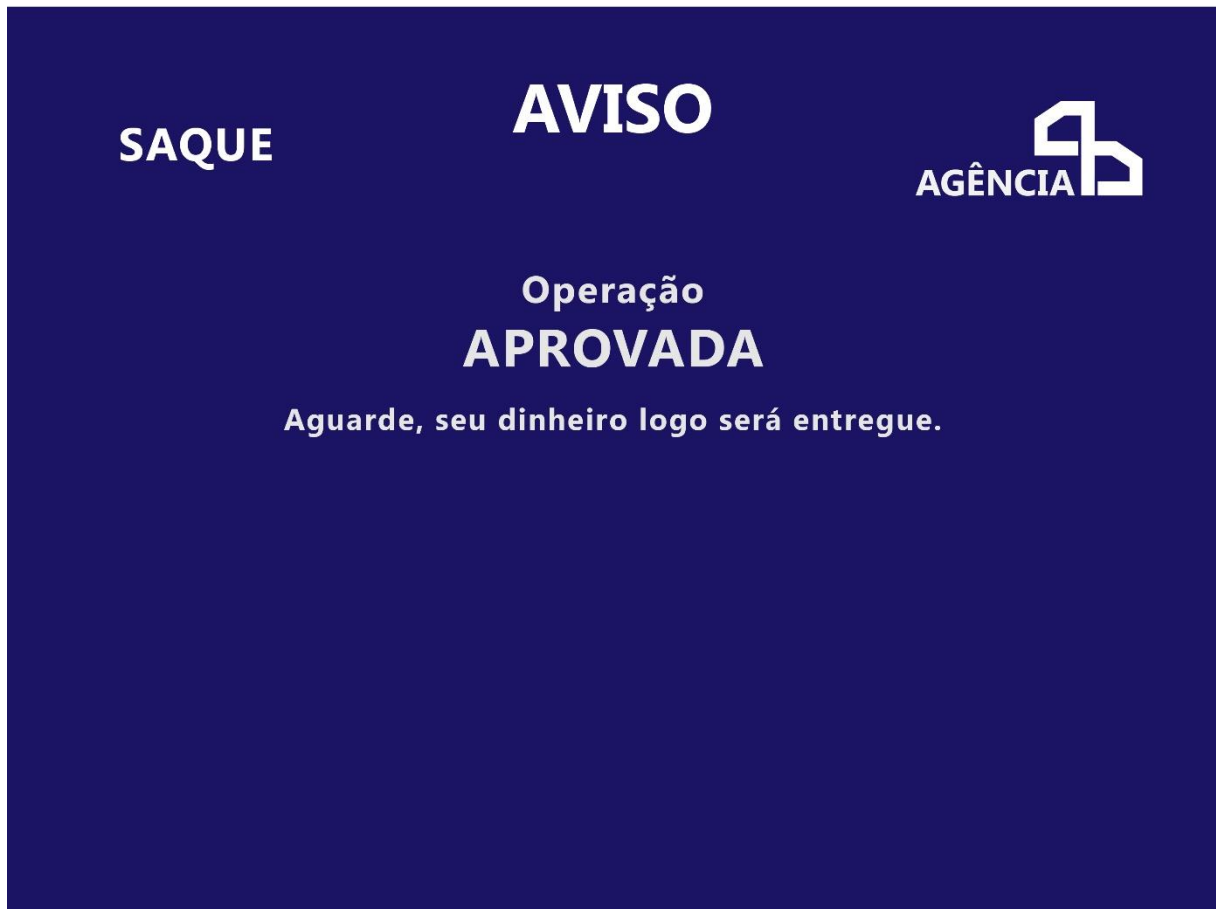 AVISO
SAQUE
AGÊNCIA
Operação
APROVADA
Aguarde, seu dinheiro logo será entregue.